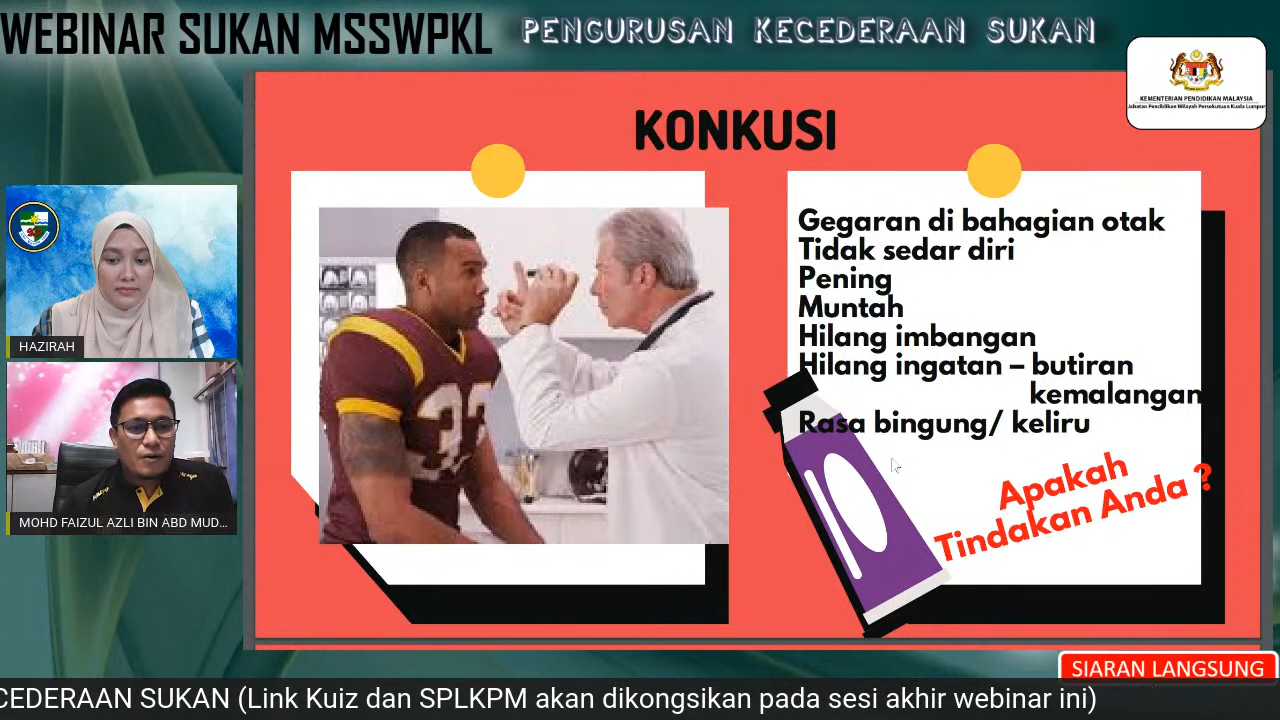 WEBINAR SUKAN MSSWPKL
PENGURUSAN KECEDERAAN SUKAN
KEMENTERIAN PENDIDIKAN MALAYSIA
Jabatan Pendidikan Wilayah Persekutuan Kuala Lumpur
KONKUSI
Gegaran di bahagian otak
Tidak sedar diri
Pening
Muntah
Hilang imbangan
Hilang ingatan – butiran
kemalangan
Rasa bingung/ keliru
Apakah
Tindakan Anda ?
32
HAZIRAH
MOHD FAIZUL AZLI BIN ABD MUD...
SIARAN LANGSUNG
CEDERAAN SUKAN (Link Kuiz dan SPLKPM akan dikongsikan pada sesi akhir webinar ini)